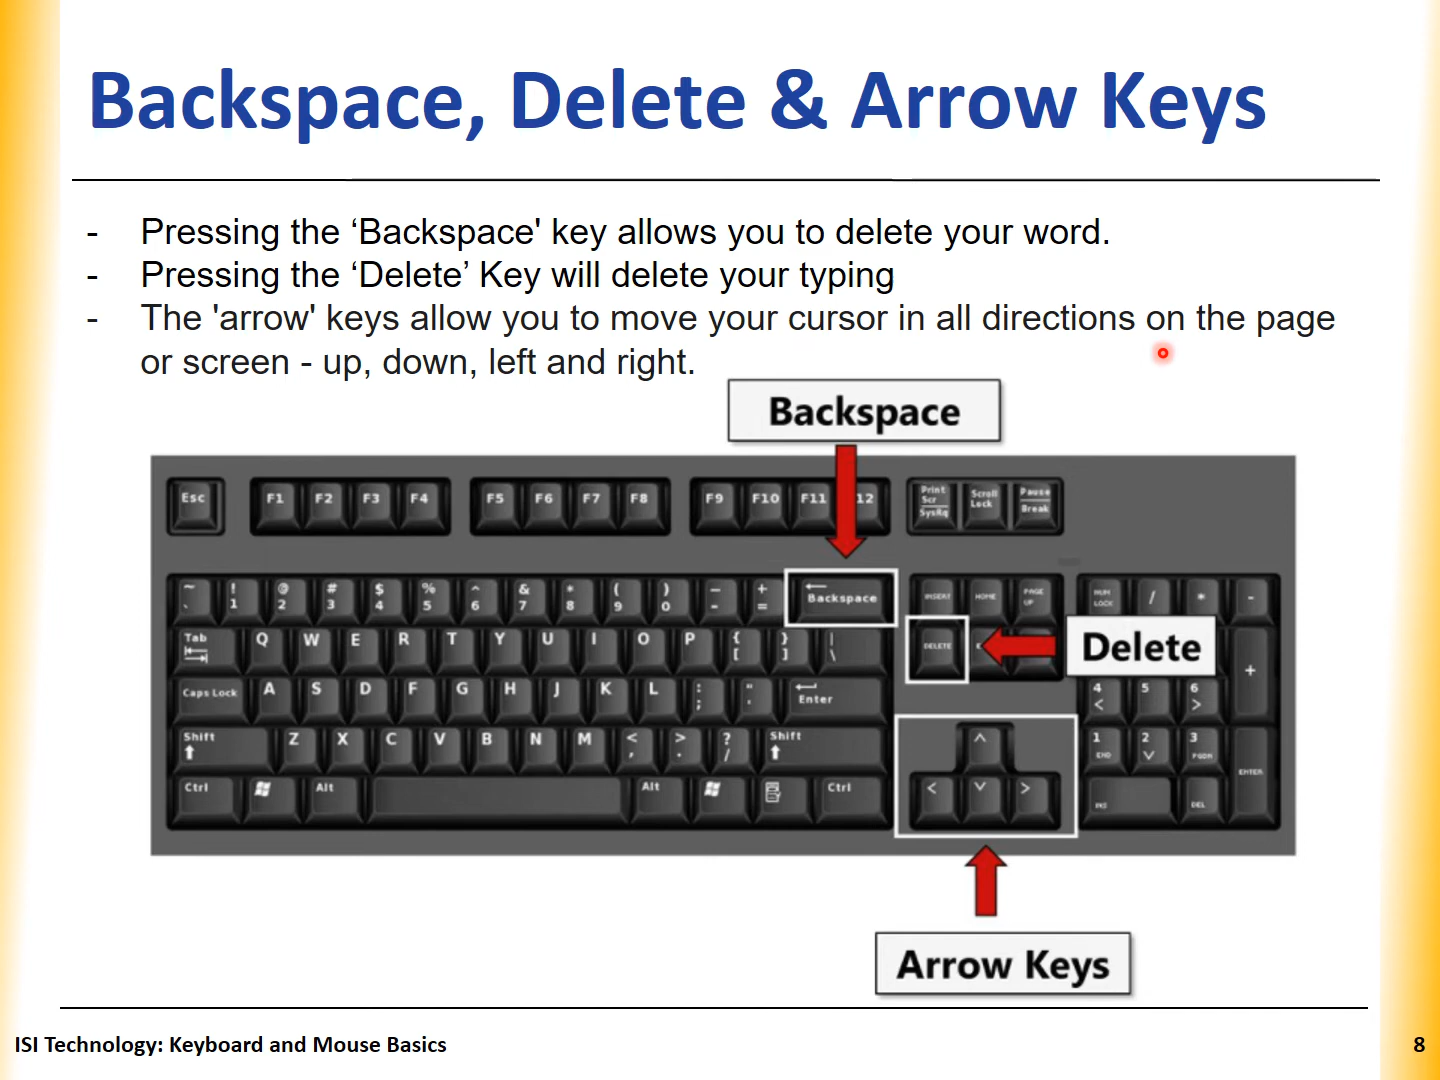 Backspace, Delete & Arrow Keys
- Pressing the ‘Backspace' key allows you to delete your word.
- Pressing the ‘Delete’ Key will delete your typing
- The 'arrow' keys allow you to move your cursor in all directions on the page
or screen - up, down, left and right.
Backspace
Esc F1 F2 F3 F4 F5 F6 F7 F8 F9 F10 F11 12 Print Scr SysRq Scroll Lock Pause Break
~ ! @ # $ % ^ & * ( ) — +
` 1 2 3 4 5 6 7 8 9 0 - = Backspace INSERT HOME PAGE UP NUM LOCK / * -
Tab Q W E R T Y U I O P { [ } ] | \ DELETE Delete +
Caps Lock A S D F G H J K L : ; " ' Enter 4 < 5 6 >
Shift Z X C V B N M < , > . ? / Shift ^ 1 END 2 V 3 PGDN
Ctrl Alt Alt Ctrl < V > INS DEL ENTER
Arrow Keys
ISI Technology: Keyboard and Mouse Basics
8